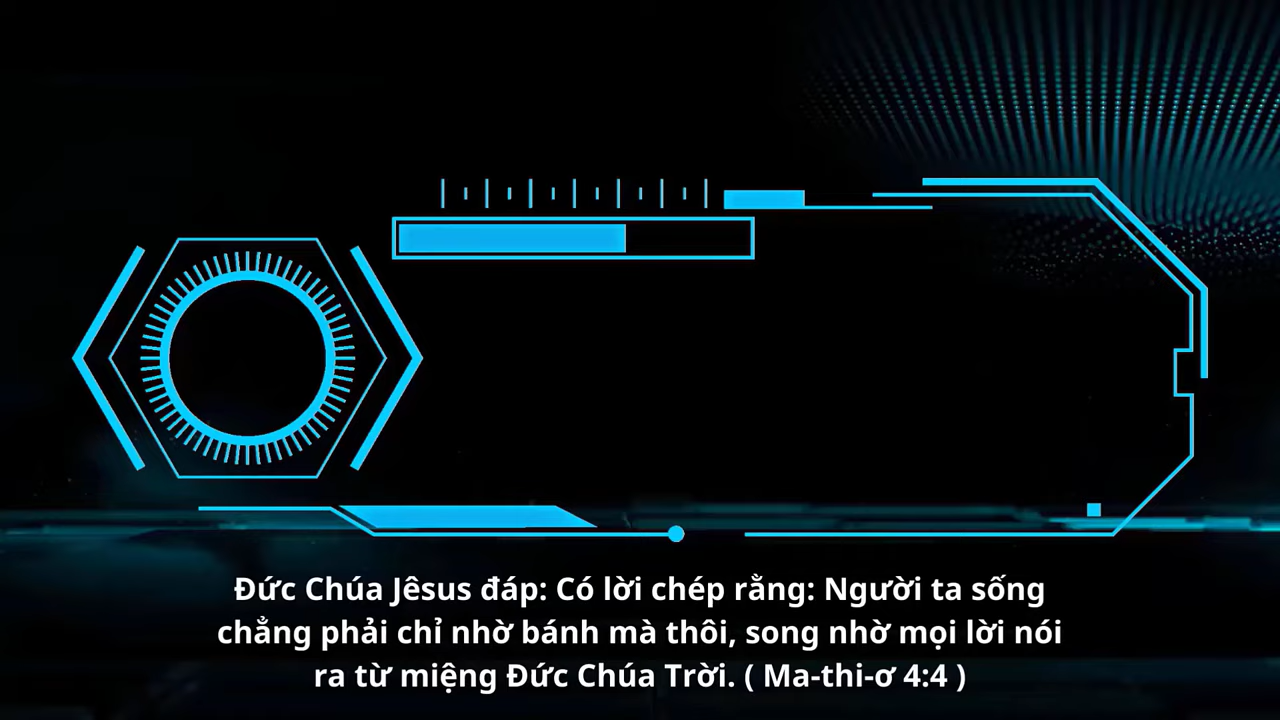 Đức Chúa Jêsus đáp: Có lời chép rằng: Người ta sống
chẳng phải chỉ nhờ bánh mà thôi, song nhờ mọi lời nói
ra từ miệng Đức Chúa Trời. ( Ma-thi-ơ 4:4 )